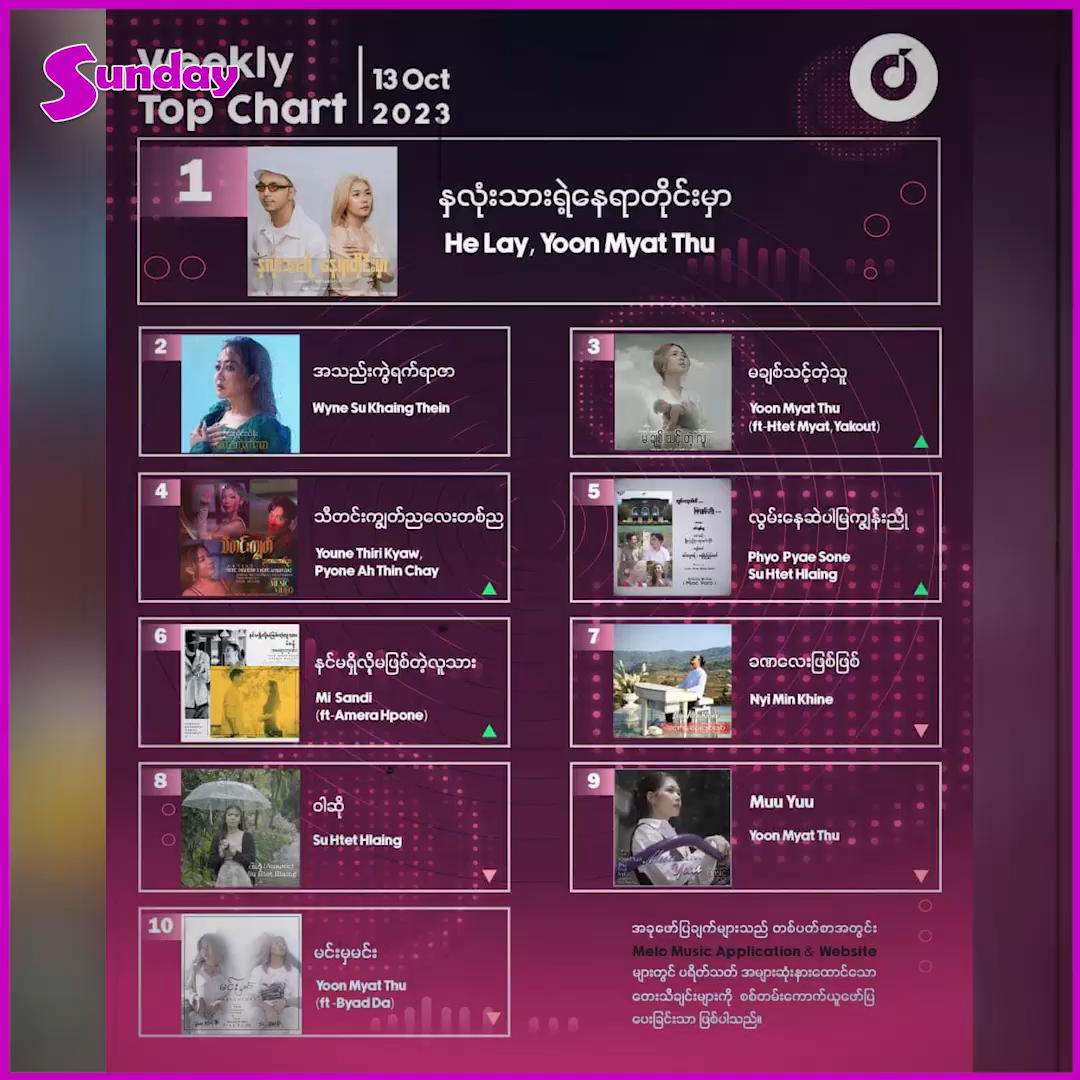 Sunday
Weekly
Top Chart
13 Oct
2023
1
နှလုံးသားရဲ့နေရာတိုင်းမှာ
He Lay, Yoon Myat Thu
2
အသည်းကွဲရက်ရာဇာ
Wyne Su Khaing Thein
3
မချစ်သင့်တဲ့သူ
Yoon Myat Thu
(ft-Htet Myat, Yakout)
4
သီတင်းကျွတ်ညလေးတစ်ည
Youne Thiri Kyaw,
Pyone Ah Thin Chay
5
လွမ်းနေဆဲပါမြကျွန်းညို
Phyo Pyae Sone
Su Htet Hlaing
6
နင်မရှိလို့မဖြစ်တဲ့လူသား
Mi Sandi
(ft-Amera Hpone)
7
ခဏလေးဖြစ်ဖြစ်
Nyi Min Khine
8
ဝါဆို
Su Htet Hlaing
9
Muu Yuu
Yoon Myat Thu
10
မင်းမှမင်း
Yoon Myat Thu
(ft -Byad Da)
အခုဖော်ပြချက်များသည် တစ်ပတ်စာအတွင်း
Melo Music Application & Website
များတွင် ပရိတ်သတ် အများဆုံးနားထောင်သော
တေးသီချင်းများကို စစ်တမ်းကောက်ယူဖော်ပြ
ပေးခြင်းသာ ဖြစ်ပါသည်။